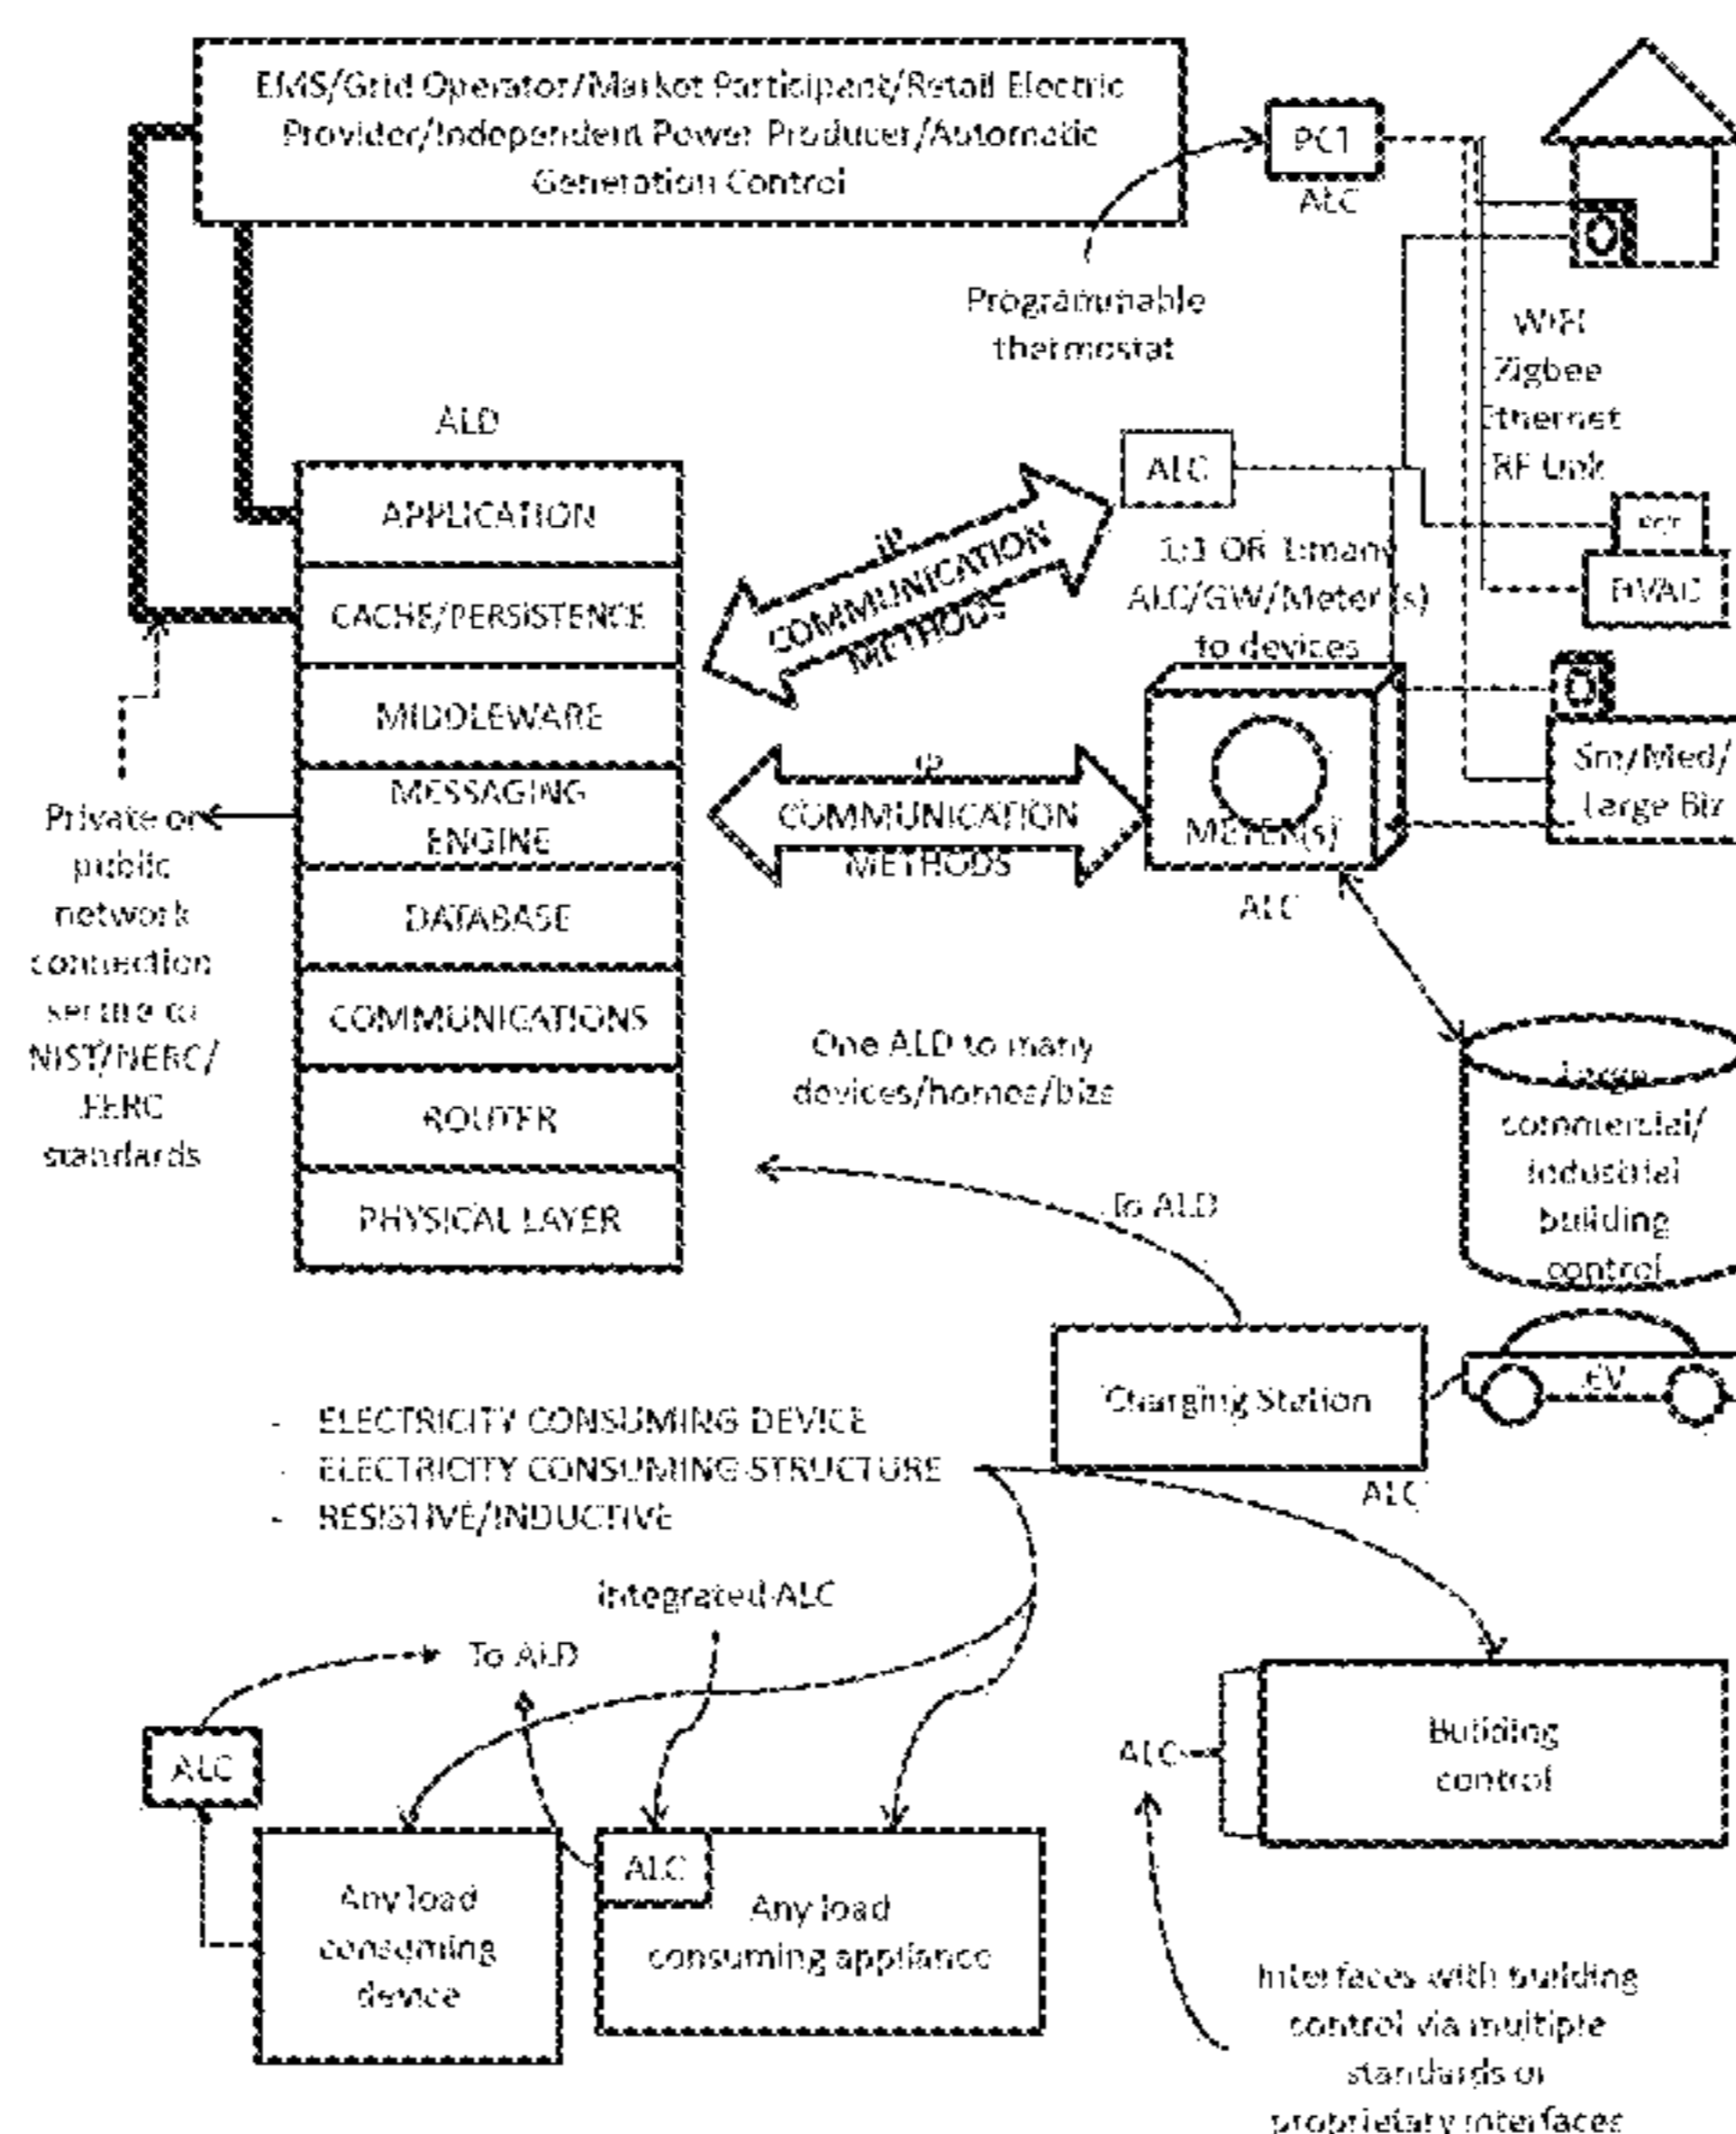 EMS/Grid Operator/Market Participant/Retail Electric
Provider/Independent Power Producer/Automatic
Generation Control
PCT
ALC
Programmable
thermostat
WiFi
Zigbee
Ethernet
RF Link
ALD
APPLICATION
CACHE/PERSISTENCE
MIDDLEWARE
MESSAGING
ENGINE
DATABASE
COMMUNICATIONS
ROUTER
PHYSICAL LAYER
IP
COMMUNICATION
METHODS
ALC
1:1 OR 1:many
ALC/GW/Meter(s)
to devices
PCT
HVAC
IP
COMMUNICATION
METHODS
METER(s)
ALC
Sm/Med/
Large Biz
Private or
public
network
connection
secure to
NIST/NERC/
FERC
standards
One ALD to many
devices/homes/bizs
To ALD
Large
commercial/
industrial
building
control
Charging Station
ALC
EV
- ELECTRICITY CONSUMING DEVICE
- ELECTRICITY CONSUMING STRUCTURE
- RESISTIVE/INDUCTIVE
Integrated ALC
To ALD
ALC
Any load
consuming
device
ALC
Any load
consuming appliance
ALC
Building
control
Interfaces with building
control via multiple
standards or
proprietary interfaces